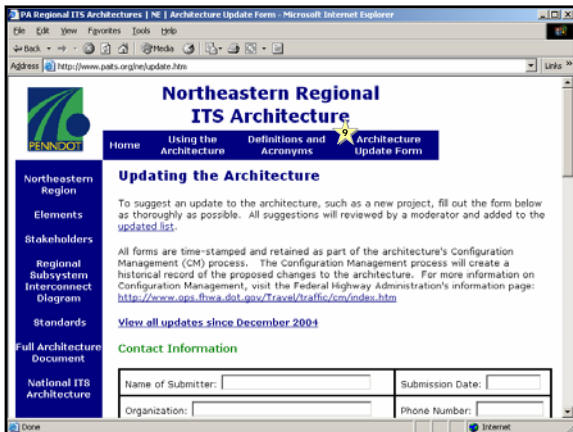 PA Regional ITS Architectures | NE | Architecture Update Form - Microsoft Internet Explorer
File Edit View Favorites Tools Help
Back Media
Address http://www.paits.org/ne/update.htm Links »
Northeastern Regional
ITS Architecture
PENNDOT
9
Home Using the Architecture Definitions and Acronyms Architecture Update Form
Northeastern
Region
Elements
Stakeholders
Regional
Subsystem
Interconnect
Diagram
Standards
Full Architecture
Document
National ITS
Architecture
Updating the Architecture
To suggest an update to the architecture, such as a new project, fill out the form below
as thoroughly as possible. All suggestions will reviewed by a moderator and added to the
updated list.
All forms are time-stamped and retained as part of the architecture's Configuration
Management (CM) process. The Configuration Management process will create a
historical record of the proposed changes to the architecture. For more information on
Configuration Management, visit the Federal Highway Administration's information page:
http://www.ops.fhwa.dot.gov/Travel/traffic/cm/index.htm
View all updates since December 2004
Contact Information
Name of Submitter: Submission Date:
Organization: Phone Number:
Done Internet